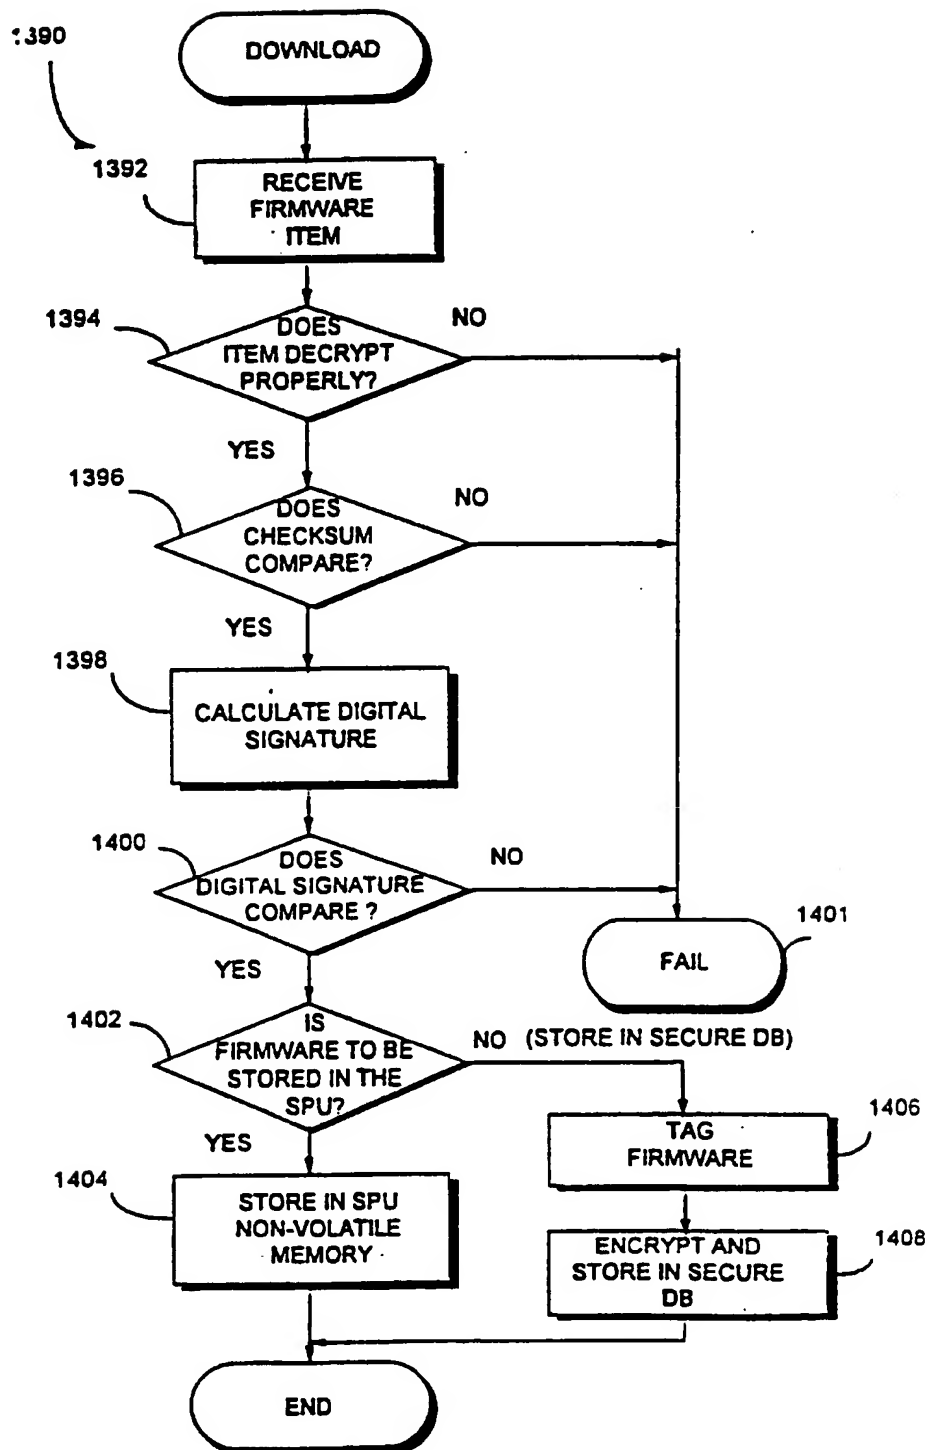 1390
DOWNLOAD
1392
RECEIVE
FIRMWARE
ITEM
1394
DOES
ITEM DECRYPT
PROPERLY?
NO
YES
1396
DOES
CHECKSUM
COMPARE?
NO
YES
1398
CALCULATE DIGITAL
SIGNATURE
1400
DOES
DIGITAL SIGNATURE
COMPARE ?
NO
YES
1401
FAIL
1402
IS
FIRMWARE TO BE
STORED IN THE
SPU?
NO (STORE IN SECURE DB)
YES
1406
TAG
FIRMWARE
1404
STORE IN SPU
NON-VOLATILE
MEMORY
1408
ENCRYPT AND
STORE IN SECURE
DB
END